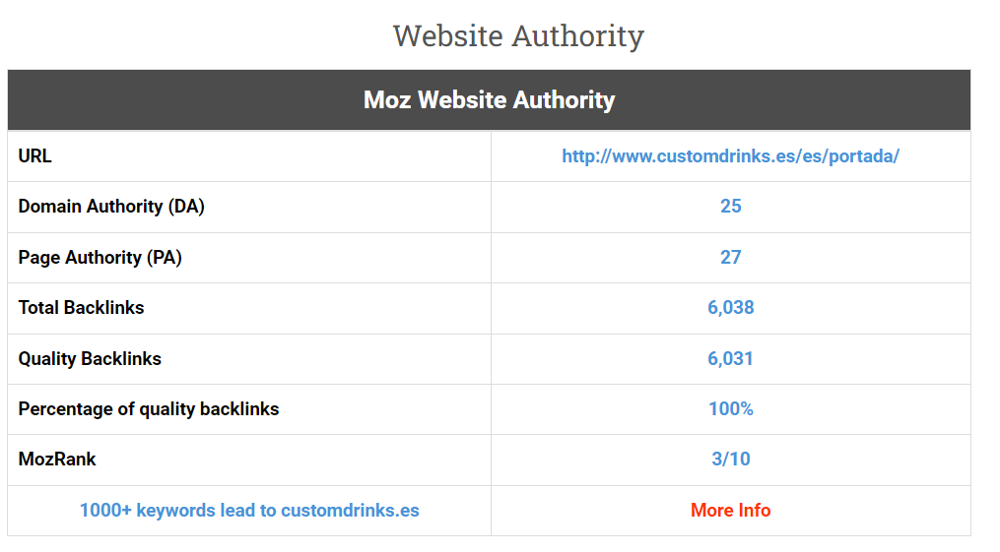 Website Authority
Moz Website Authority
URL http://www.customdrinks.es/es/portada/
Domain Authority (DA) 25
Page Authority (PA) 27
Total Backlinks 6,038
Quality Backlinks 6,031
Percentage of quality backlinks 100%
MozRank 3/10
1000+ keywords lead to customdrinks.es More Info